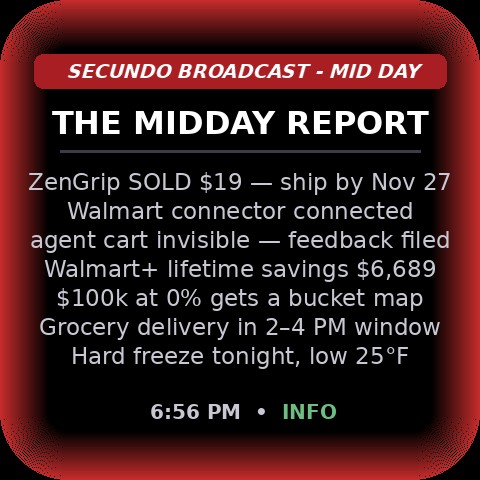 SECUNDO BROADCAST - MID DAY
THE MIDDAY REPORT
ZenGrip SOLD $19 — ship by Nov 27
Walmart connector connected
agent cart invisible — feedback filed
Walmart+ lifetime savings $6,689
$100k at 0% gets a bucket map
Grocery delivery in 2–4 PM window
Hard freeze tonight, low 25°F
6:56 PM • INFO